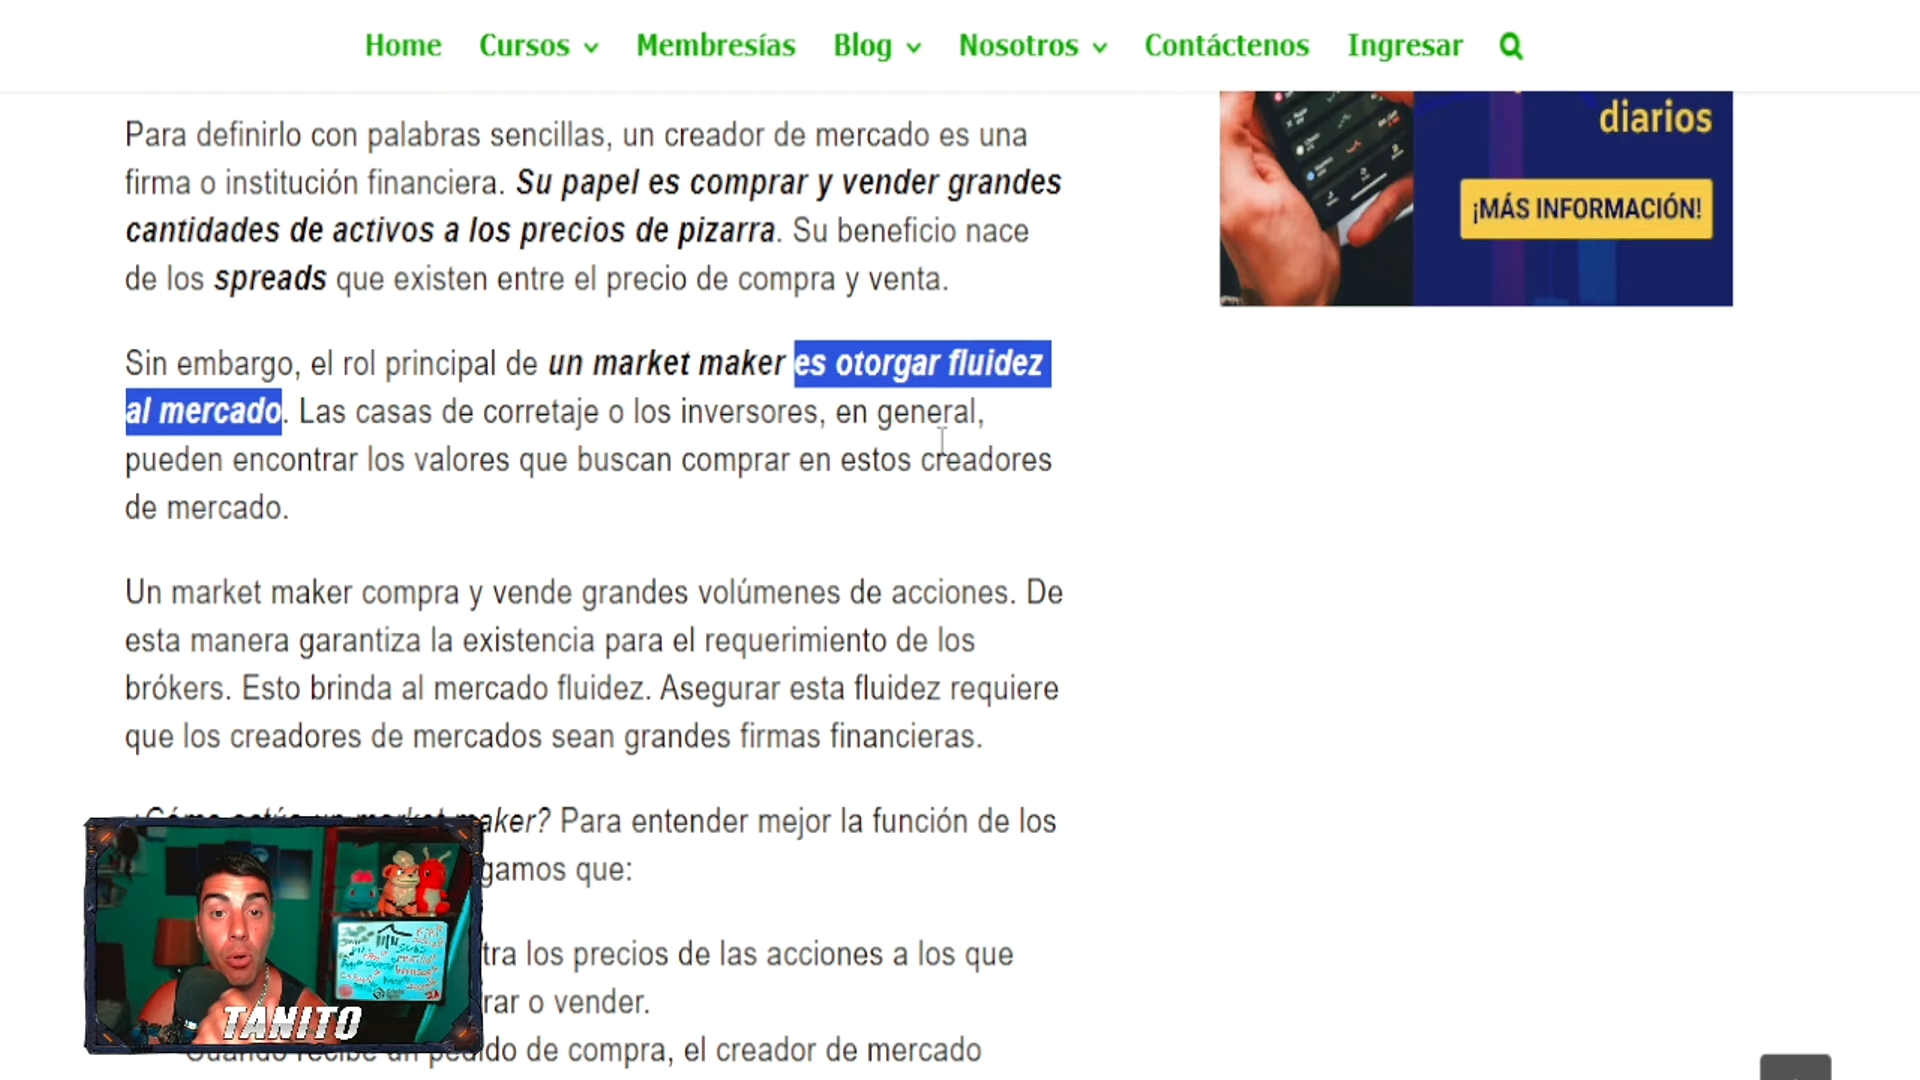 Home Cursos Membresías Blog Nosotros Contáctenos Ingresar
diarios
¡MÁS INFORMACIÓN!
Para definirlo con palabras sencillas, un creador de mercado es una
firma o institución financiera. Su papel es comprar y vender grandes
cantidades de activos a los precios de pizarra. Su beneficio nace
de los spreads que existen entre el precio de compra y venta.
Sin embargo, el rol principal de un market maker es otorgar fluidez
al mercado. Las casas de corretaje o los inversores, en general,
pueden encontrar los valores que buscan comprar en estos creadores
de mercado.
Un market maker compra y vende grandes volúmenes de acciones. De
esta manera garantiza la existencia para el requerimiento de los
brókers. Esto brinda al mercado fluidez. Asegurar esta fluidez requiere
que los creadores de mercados sean grandes firmas financieras.
maker? Para entender mejor la función de los
gamos que:
tra los precios de las acciones a los que
rar o vender.
de compra, el creador de mercado
TANITO